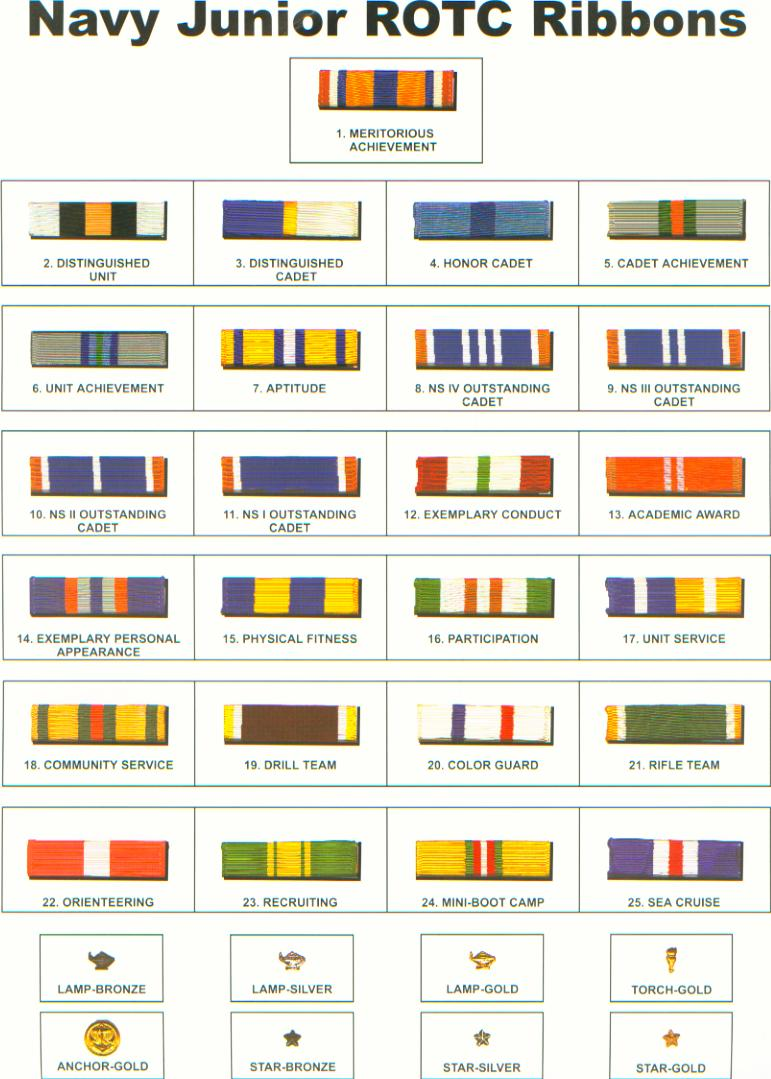 Navy Junior ROTC Ribbons
1. MERITORIOUS
ACHIEVEMENT
2. DISTINGUISHED
UNIT
3. DISTINGUISHED
CADET
4. HONOR CADET
5. CADET ACHIEVEMENT
6. UNIT ACHIEVEMENT
7. APTITUDE
8. NS IV OUTSTANDING
CADET
9. NS III OUTSTANDING
CADET
10. NS II OUTSTANDING
CADET
11. NS I OUTSTANDING
CADET
12. EXEMPLARY CONDUCT
13. ACADEMIC AWARD
14. EXEMPLARY PERSONAL
APPEARANCE
15. PHYSICAL FITNESS
16. PARTICIPATION
17. UNIT SERVICE
18. COMMUNITY SERVICE
19. DRILL TEAM
20. COLOR GUARD
21. RIFLE TEAM
22. ORIENTEERING
23. RECRUITING
24. MINI-BOOT CAMP
25. SEA CRUISE
LAMP-BRONZE
LAMP-SILVER
LAMP-GOLD
TORCH-GOLD
ANCHOR-GOLD
STAR-BRONZE
STAR-SILVER
STAR-GOLD